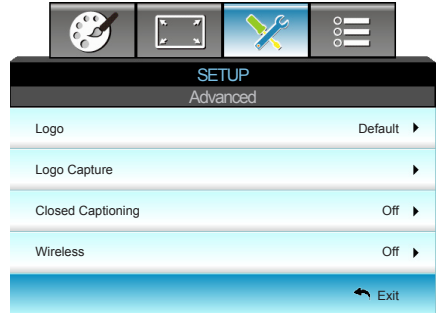 SETUP
Advanced
Logo Default
Logo Capture
Closed Captioning Off
Wireless Off
Exit